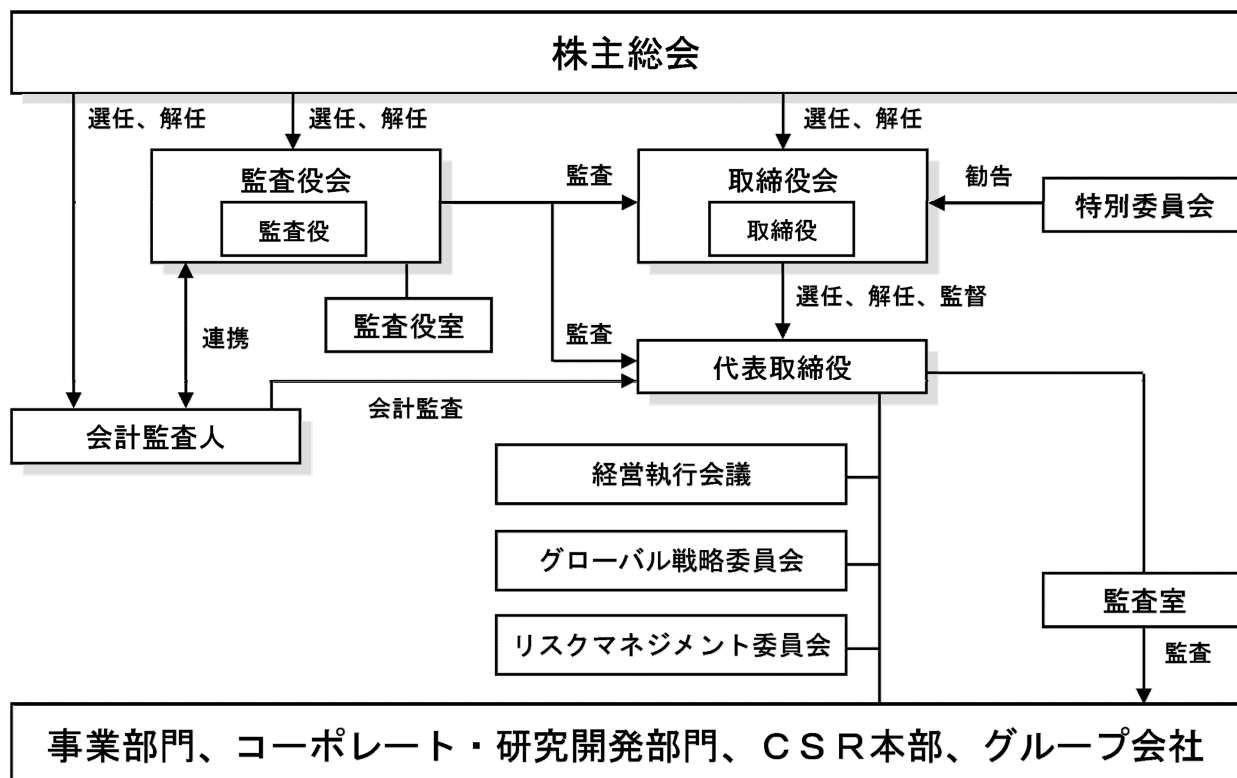 株主総会
選任、解任
選任、解任
選任、解任
監査役会
監査役
監査
取締役会
取締役
勧告
特別委員会
連携
監査役室
選任、解任、監督
監査
代表取締役
会計監査
会計監査人
経営執行会議
グローバル戦略委員会
リスクマネジメント委員会
監査室
監査
事業部門、コーポレート・研究開発部門、ＣＳＲ本部、グループ会社